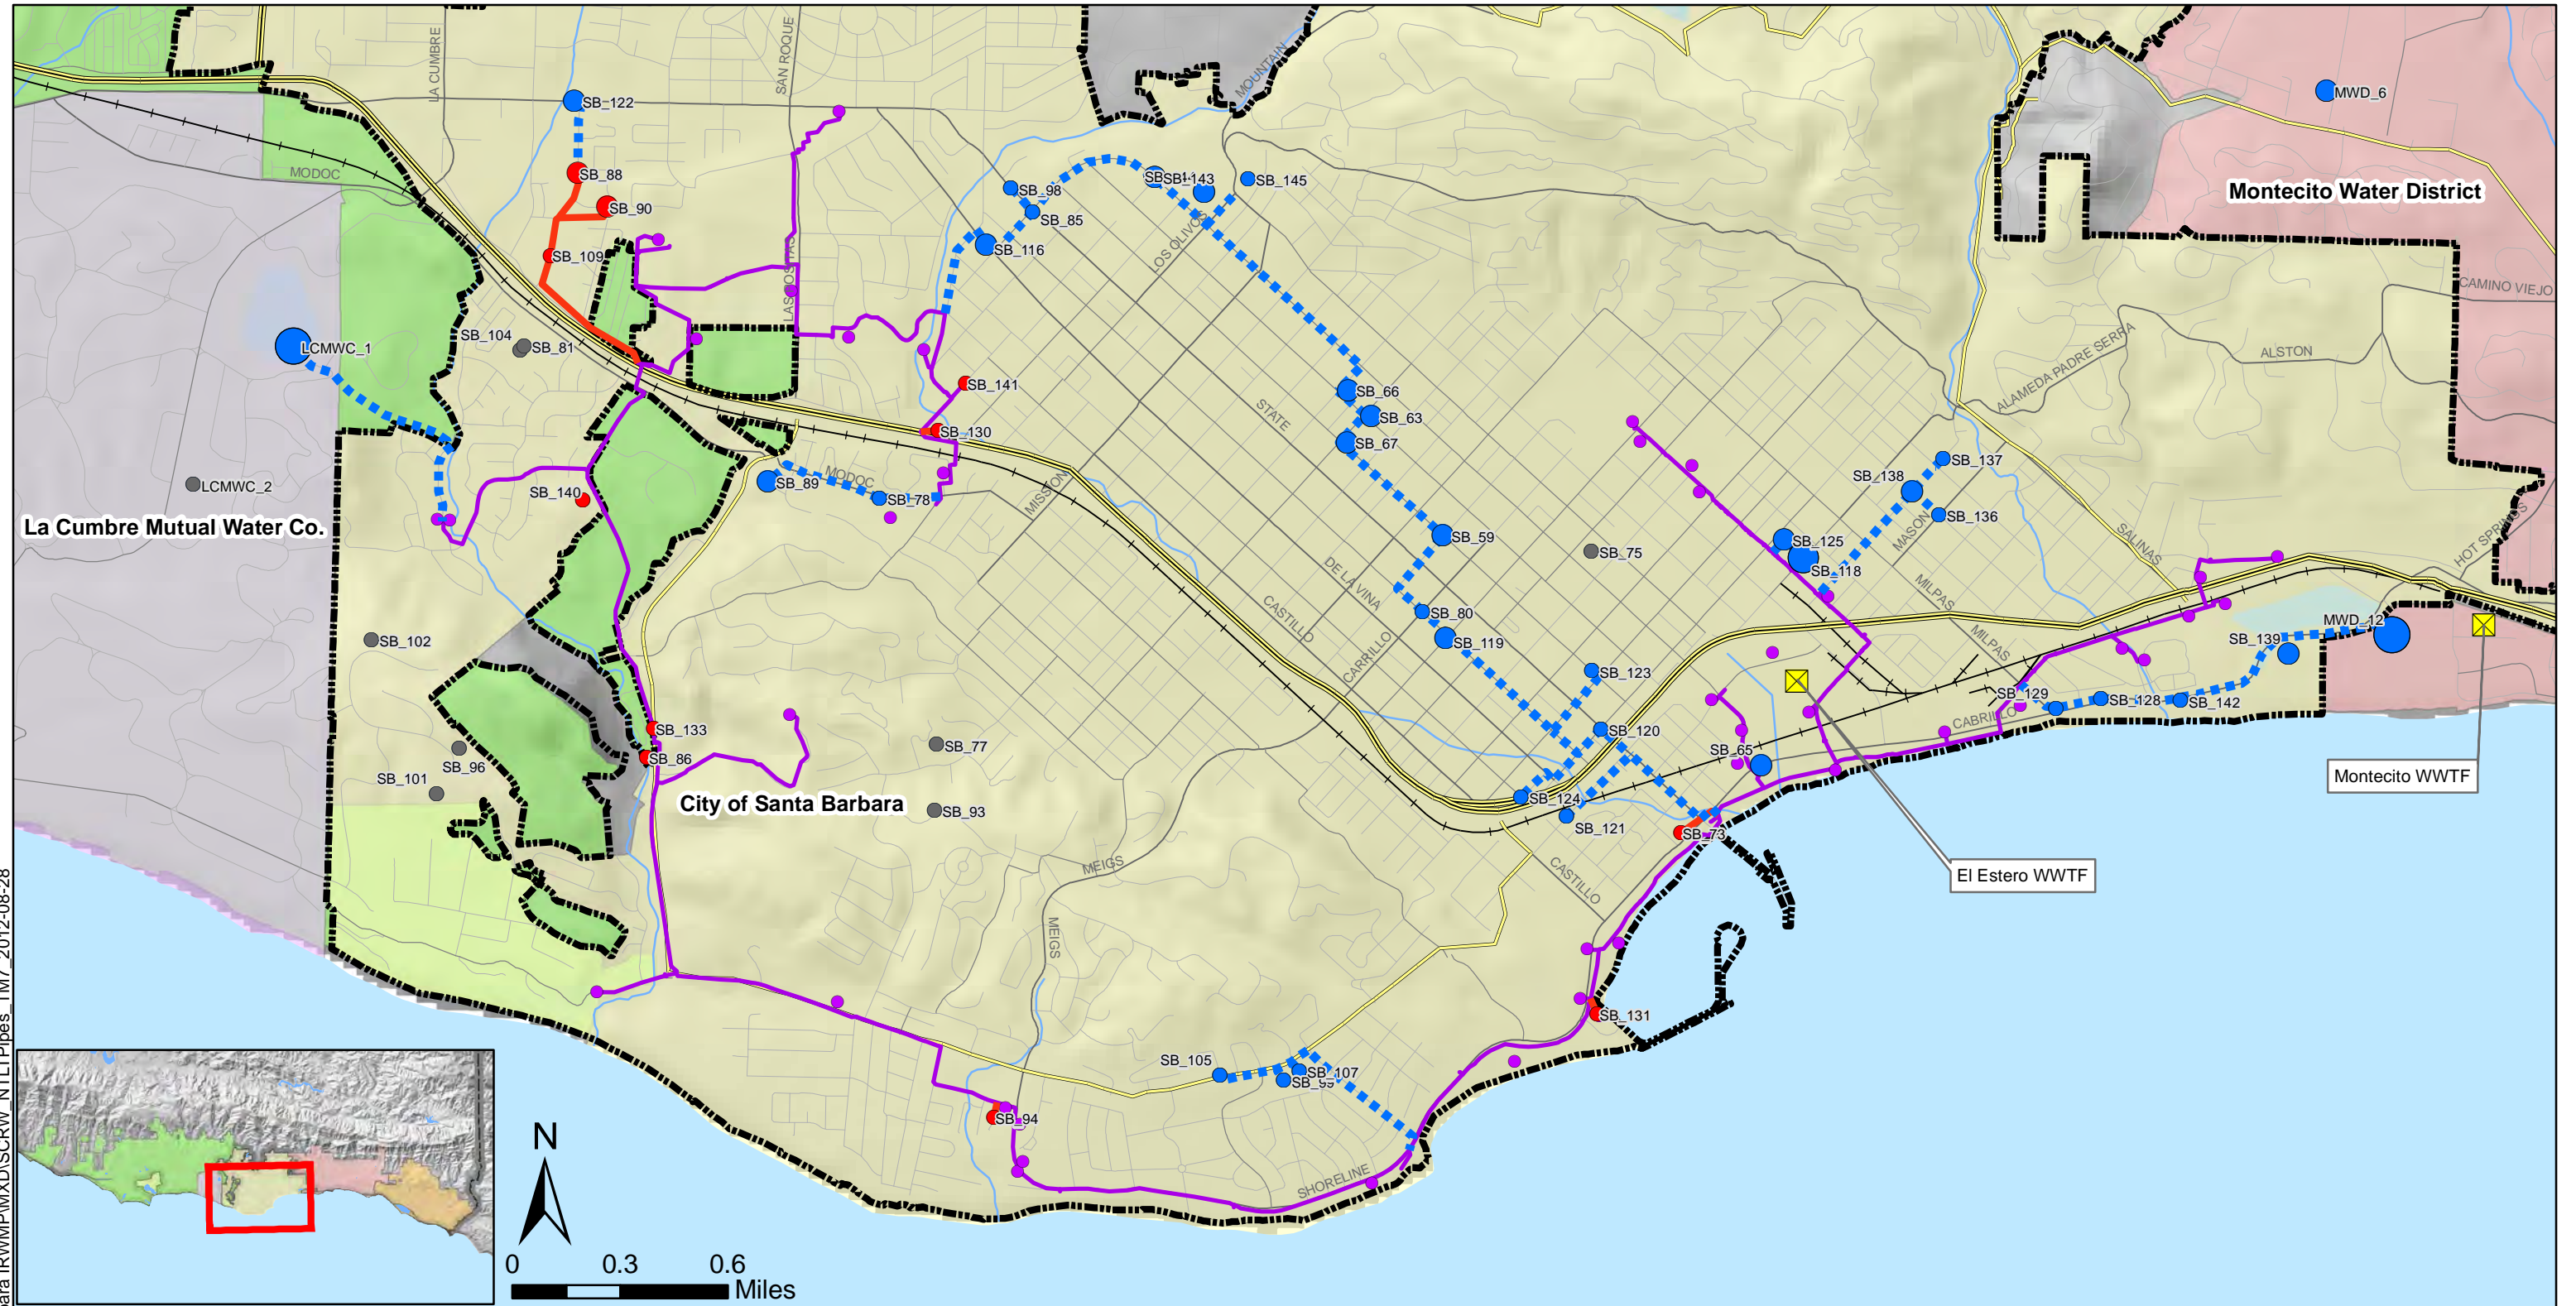 LA CUMBRE
SAN ROQUE
MOUNTAIN
SB_122
MWD_6
SB_88
MODOC
SB_90
SB_98
SB_143
SB_145
SB_85
Montecito Water District
SB_109
SB_116
LOS OLIVOS
CAMINO VIEJO
SB_104
SB_81
LCMWC_1
ALAMEDA PADRE SERRA
ALSTON
SB_141
SB_66
STATE
SB_63
SB_130
SB_67
SB_137
SB_138
LCMWC_2
SB_89
MODOC
SB_78
MISSION
SB_140
La Cumbre Mutual Water Co.
SB_136
MASON
SALINAS
HOT SPRINGS
SB_59
SB_75
SB_125
SB_118
DE LA VINA
MILPAS
CASTILLO
SB_80
SB_102
CARRILLO
SB_119
MILPAS
SB_139
MWD_12
SB_123
SB_129
SB_128
SB_142
CABRILLO
SB_133
SB_120
SB_77
SB_86
SB_96
SB_65
SB_101
Montecito WWTF
City of Santa Barbara
SB_93
SB_124
SB_121
SB_73
MEIGS
CASTILLO
El Estero WWTF
MEIGS
SB_131
SB_105
SB_107
SB_99
SB_94
SHORELINE
N
0 0.3 0.6
Miles